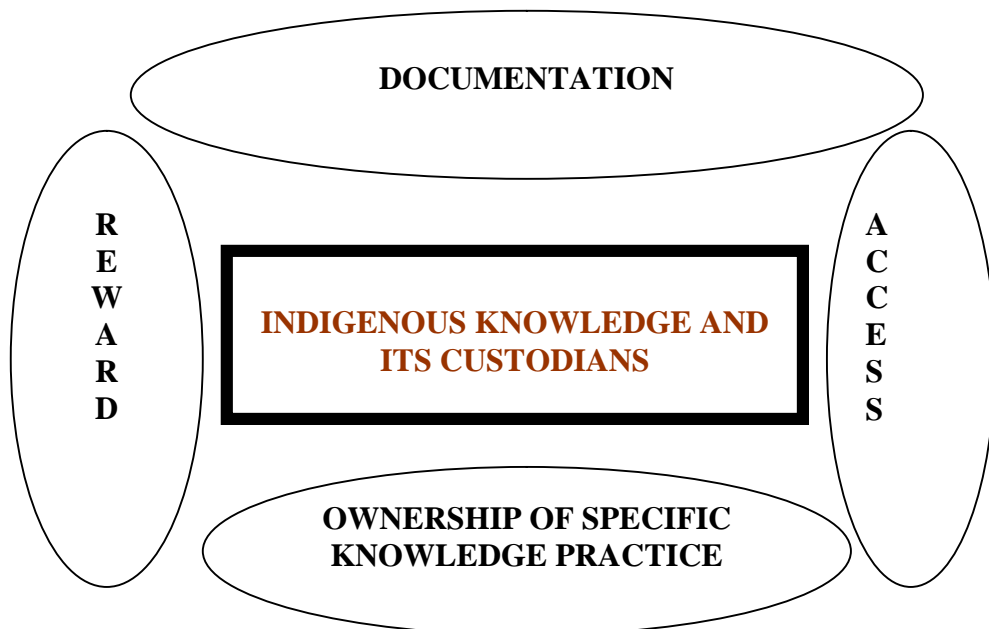 DOCUMENTATION
REWARD
INDIGENOUS KNOWLEDGE AND
ITS CUSTODIANS
ACCESS
OWNERSHIP OF SPECIFIC
KNOWLEDGE PRACTICE